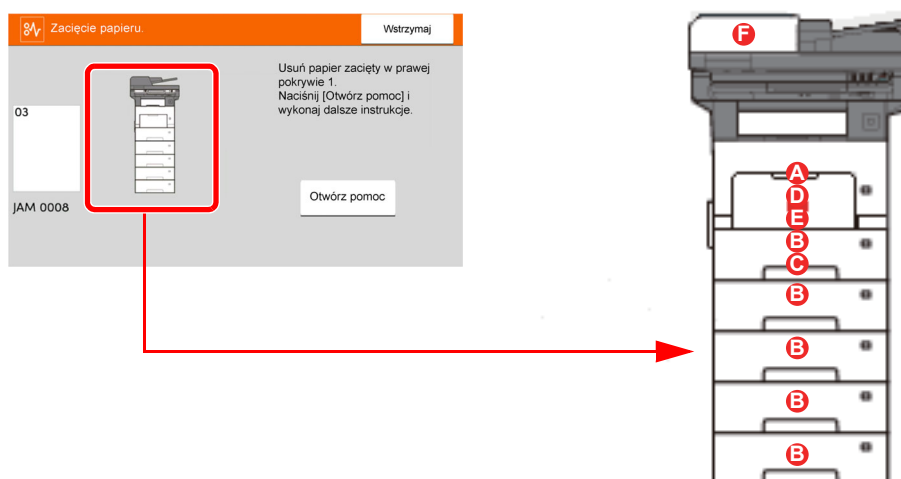 Zacięcie papieru.
Wstrzymaj
Usuń papier zacięty w prawej
pokrywie 1.
Naciśnij [Otwórz pomoc] i
wykonaj dalsze instrukcje.
03
JAM 0008
Otwórz pomoc
F
A
D
E
B
C
B
B
B
B